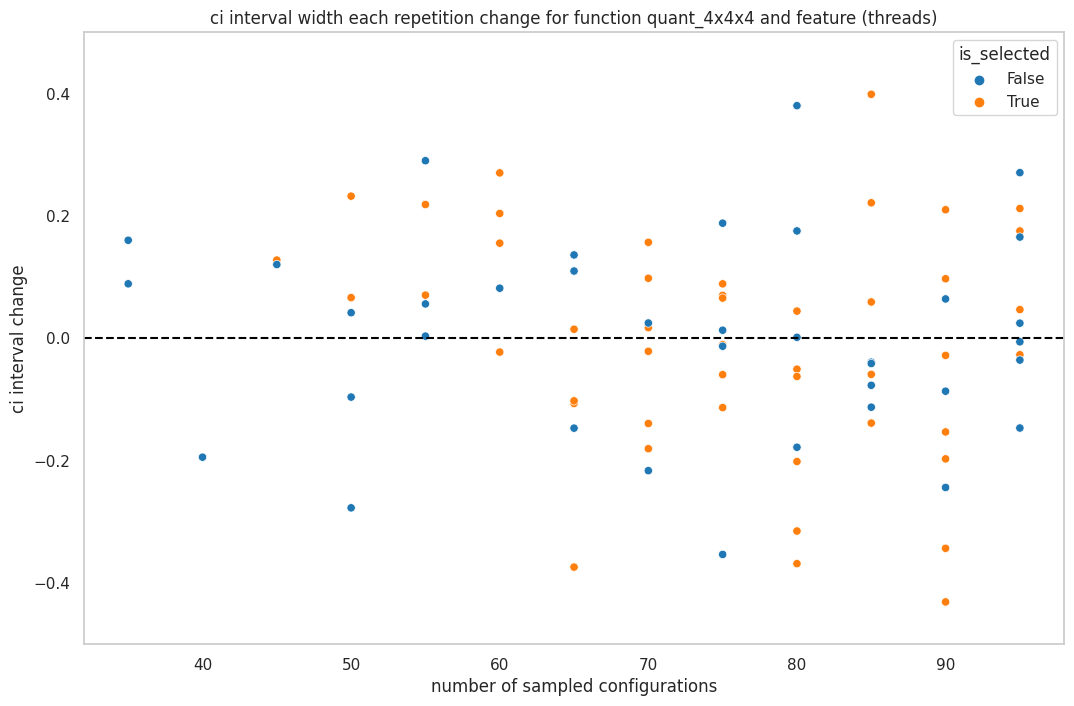 ci interval width each repetition change for function quant_4x4x4 and feature (threads)
is_selected
False
True
ci interval change
0.4
0.2
0.0
−0.2
−0.4
40 50 60 70 80 90
number of sampled configurations